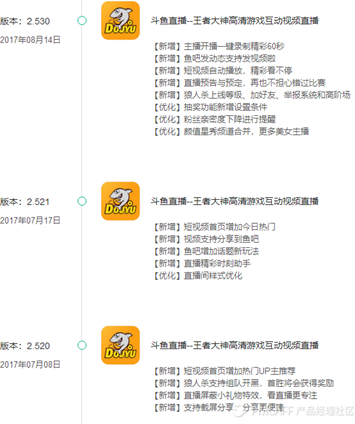 版本：2.530
2017年08月14日
DOUYU
斗鱼直播--王者大神高清游戏互动视频直播
【新增】主播开播一键录制精彩60秒
【新增】鱼吧发动态支持发视频啦
【新增】短视频自动播放，精彩看不停
【新增】直播预告与预定，再也不担心错过比赛
【新增】狼人杀上线等级、加好友、举报系统和高阶场
【优化】抽奖功能新增设置条件
【优化】粉丝亲密度下降进行提醒
【优化】颜值星秀频道合并，更多美女主播
版本：2.521
2017年07月17日
DOUYU
斗鱼直播--王者大神高清游戏互动视频直播
【新增】短视频首页增加今日热门
【新增】视频支持分享到鱼吧
【新增】鱼吧增加话题新玩法
【新增】直播精彩时刻助手
【优化】直播间样式优化
版本：2.520
2017年07月08日
DOUYU
斗鱼直播--王者大神高清游戏互动视频直播
【新增】短视频首页增加热门UP主推荐
【新增】狼人杀支持组队开黑，首胜将会获得奖励
【新增】直播屏蔽小礼物特效，看直播更专注
【新增】支持截屏分享，分享更便捷
产品经理社区